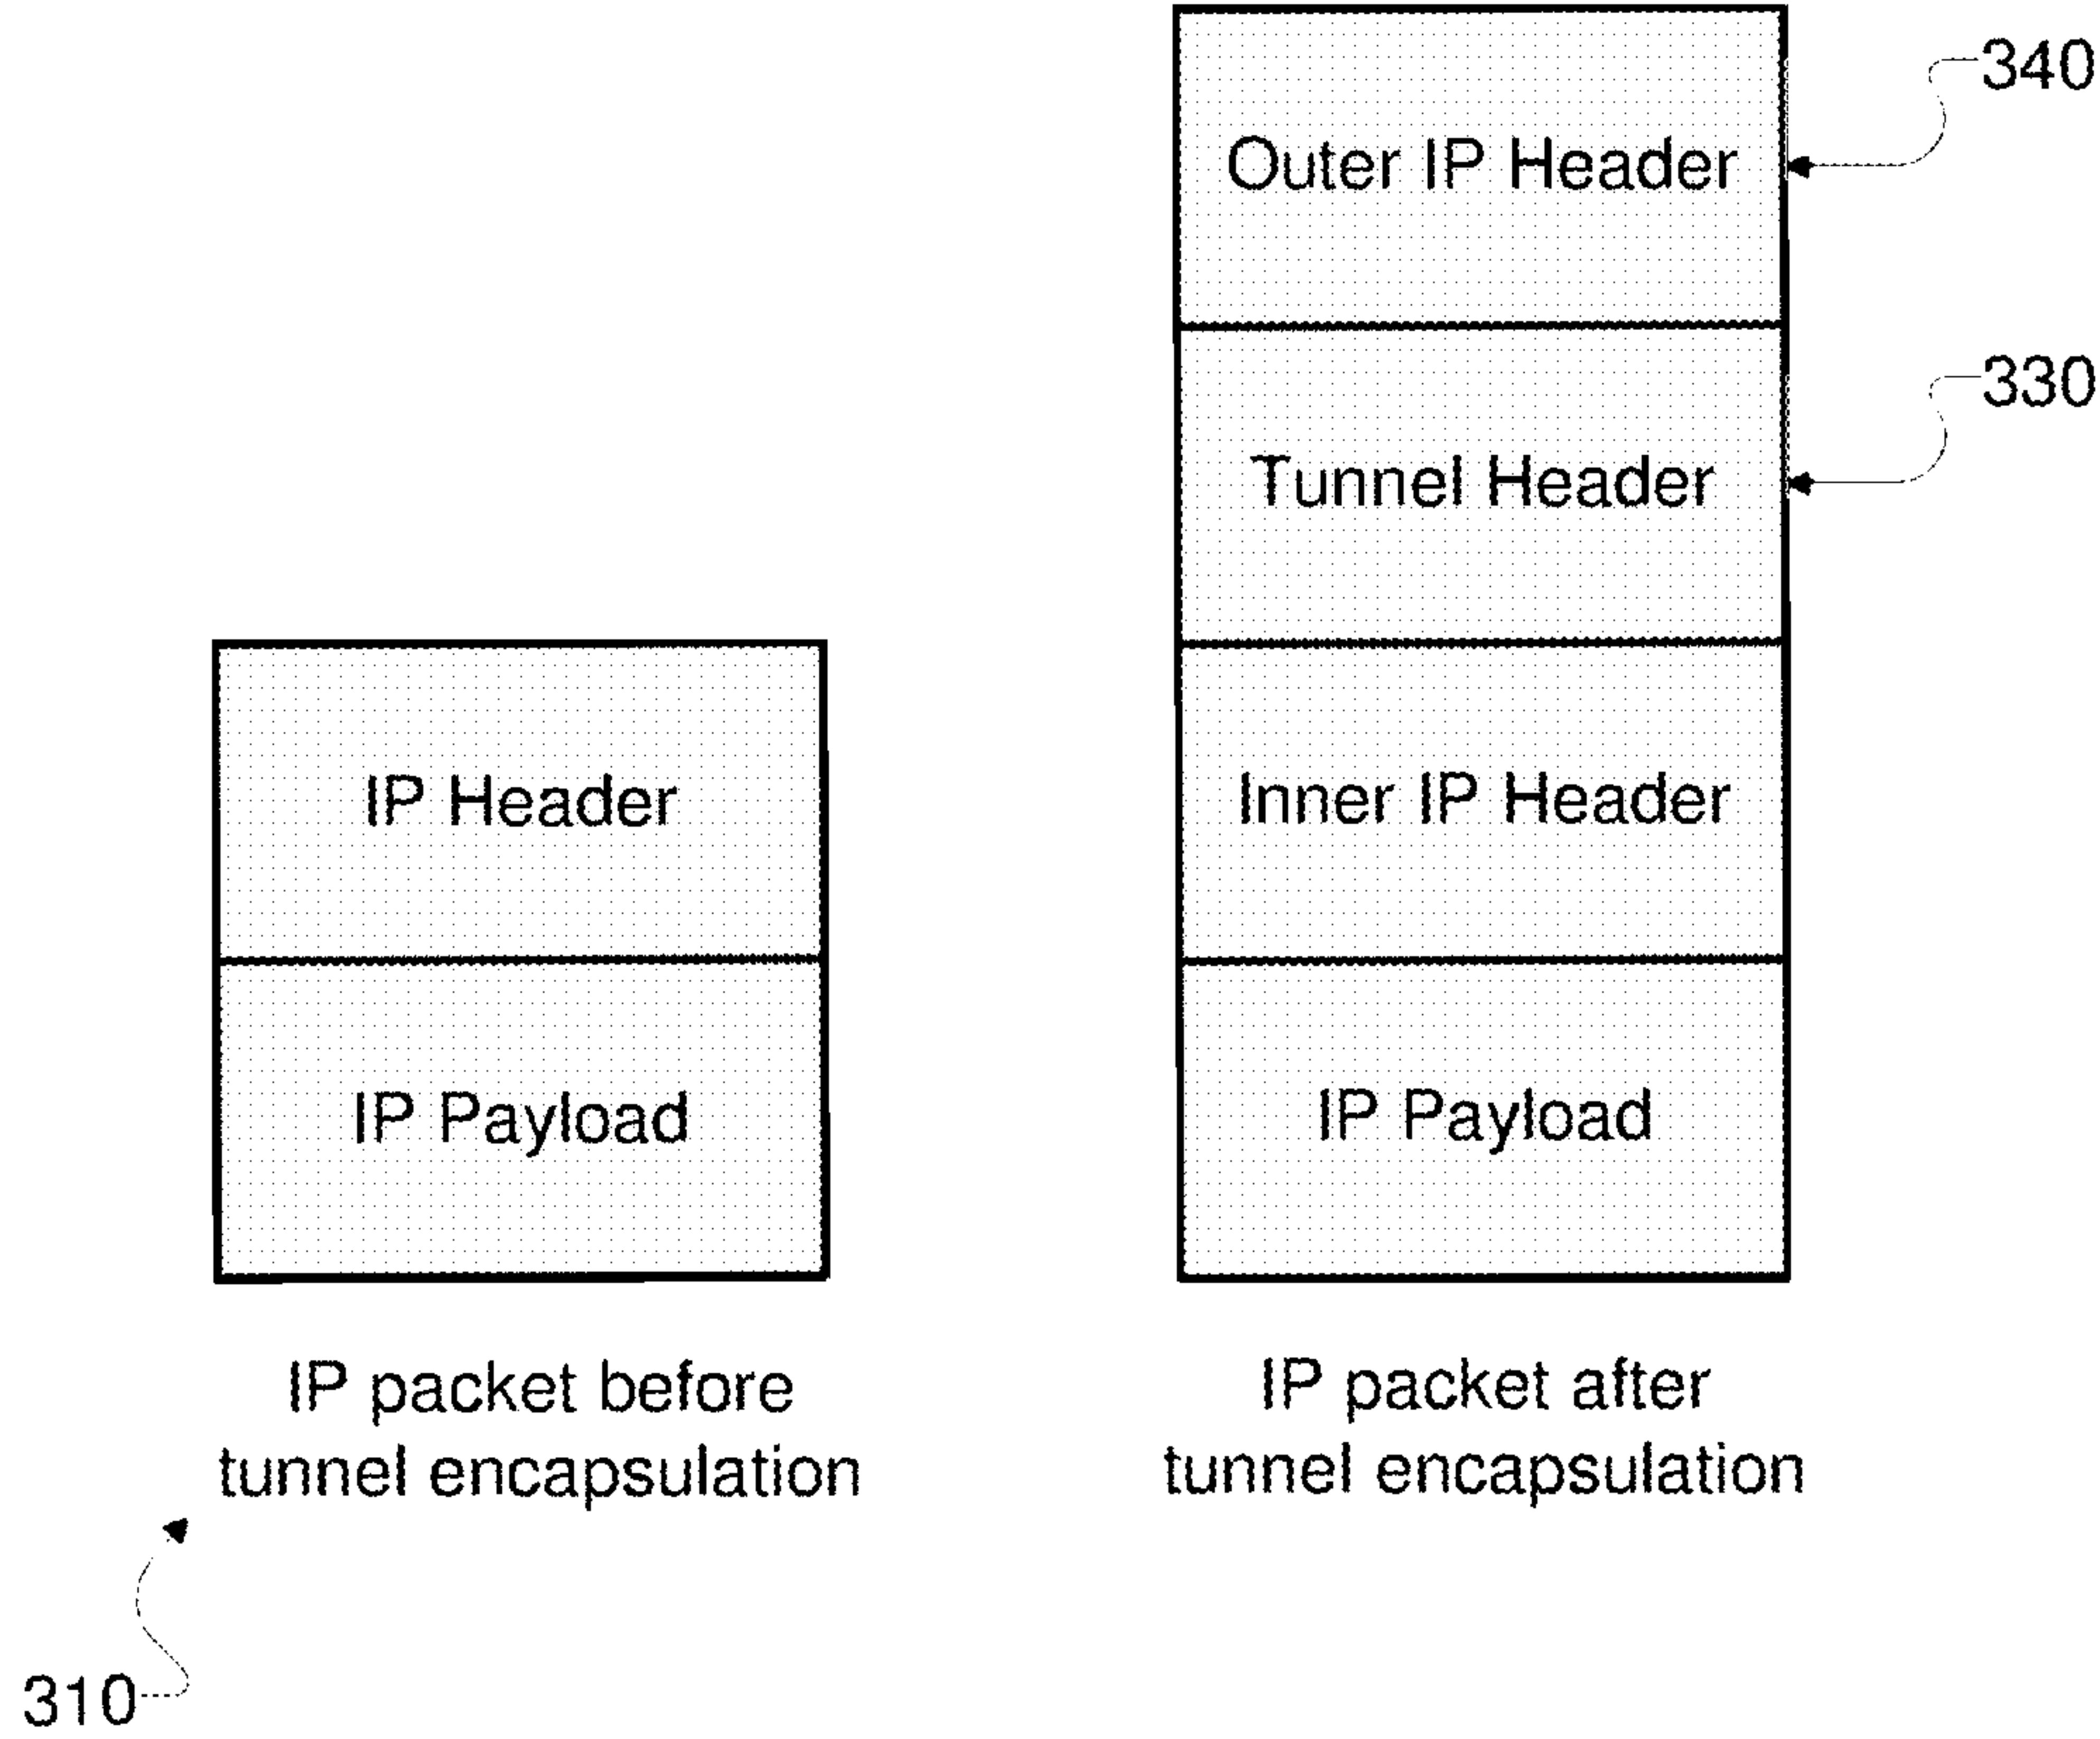 340
Outer IP Header
330
Tunnel Header
IP Header
Inner IP Header
IP Payload
IP Payload
IP packet before
tunnel encapsulation
IP packet after
tunnel encapsulation
310